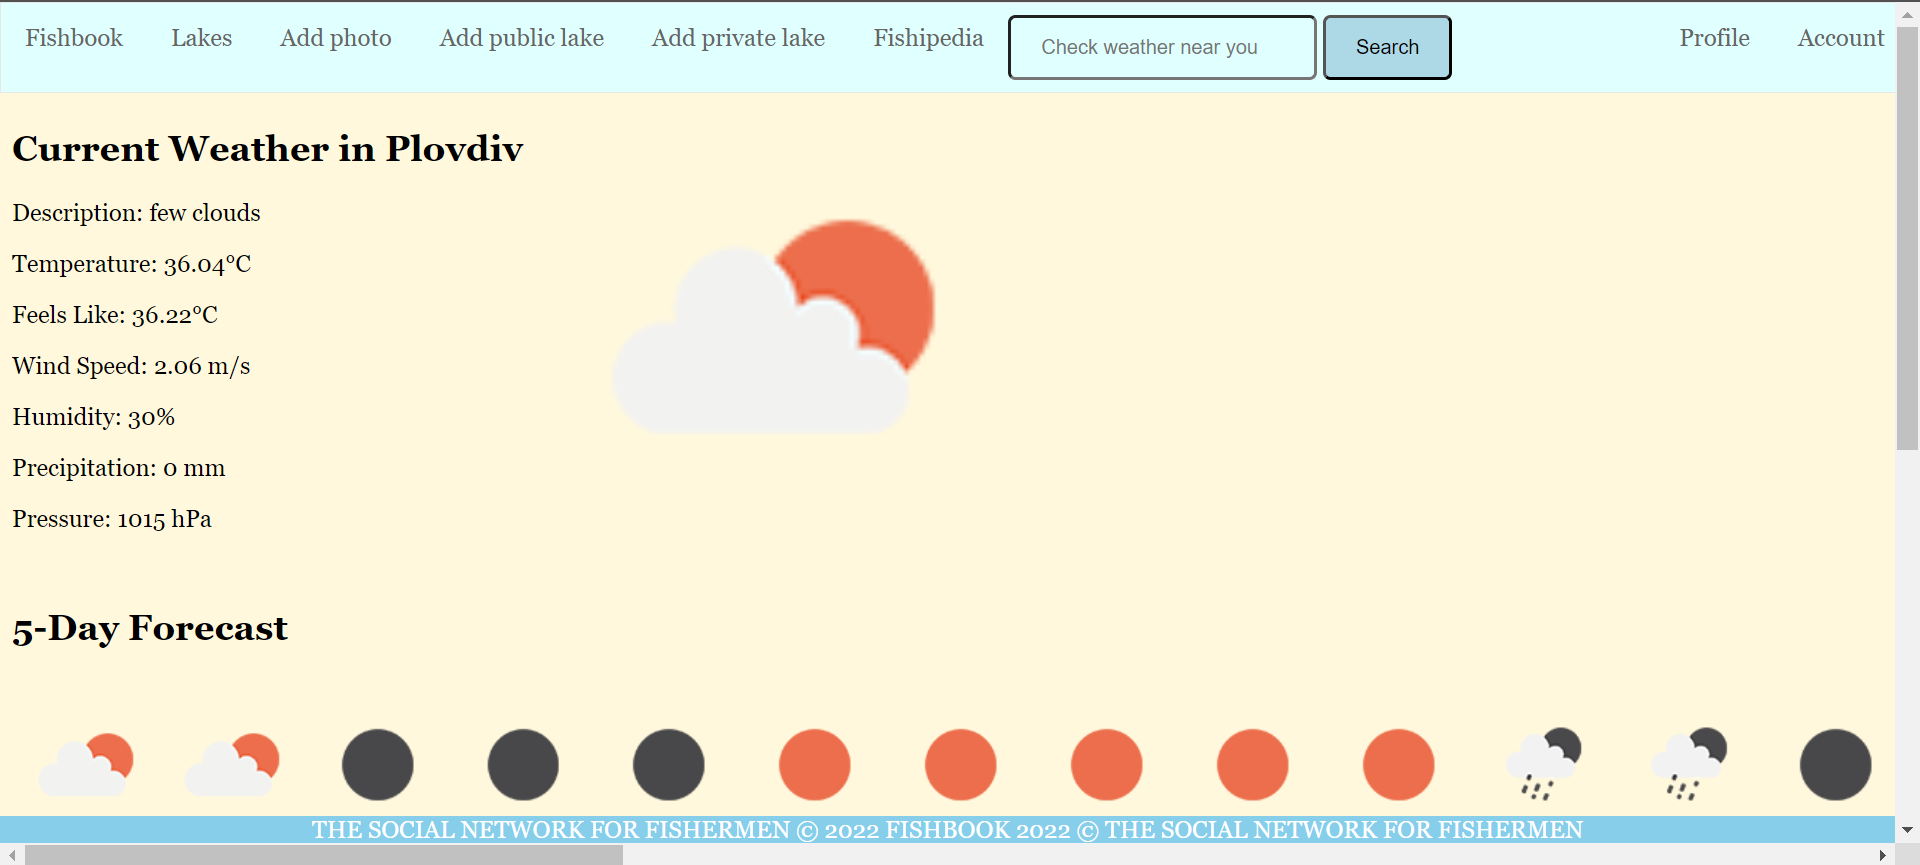 Fishbook Lakes Add photo Add public lake Add private lake Fishipedia Check weather near you Search Profile Account
Current Weather in Plovdiv
Description: few clouds
Temperature: 36.04°C
Feels Like: 36.22°C
Wind Speed: 2.06 m/s
Humidity: 30%
Precipitation: 0 mm
Pressure: 1015 hPa
5-Day Forecast
THE SOCIAL NETWORK FOR FISHERMEN © 2022 FISHBOOK 2022 © THE SOCIAL NETWORK FOR FISHERMEN